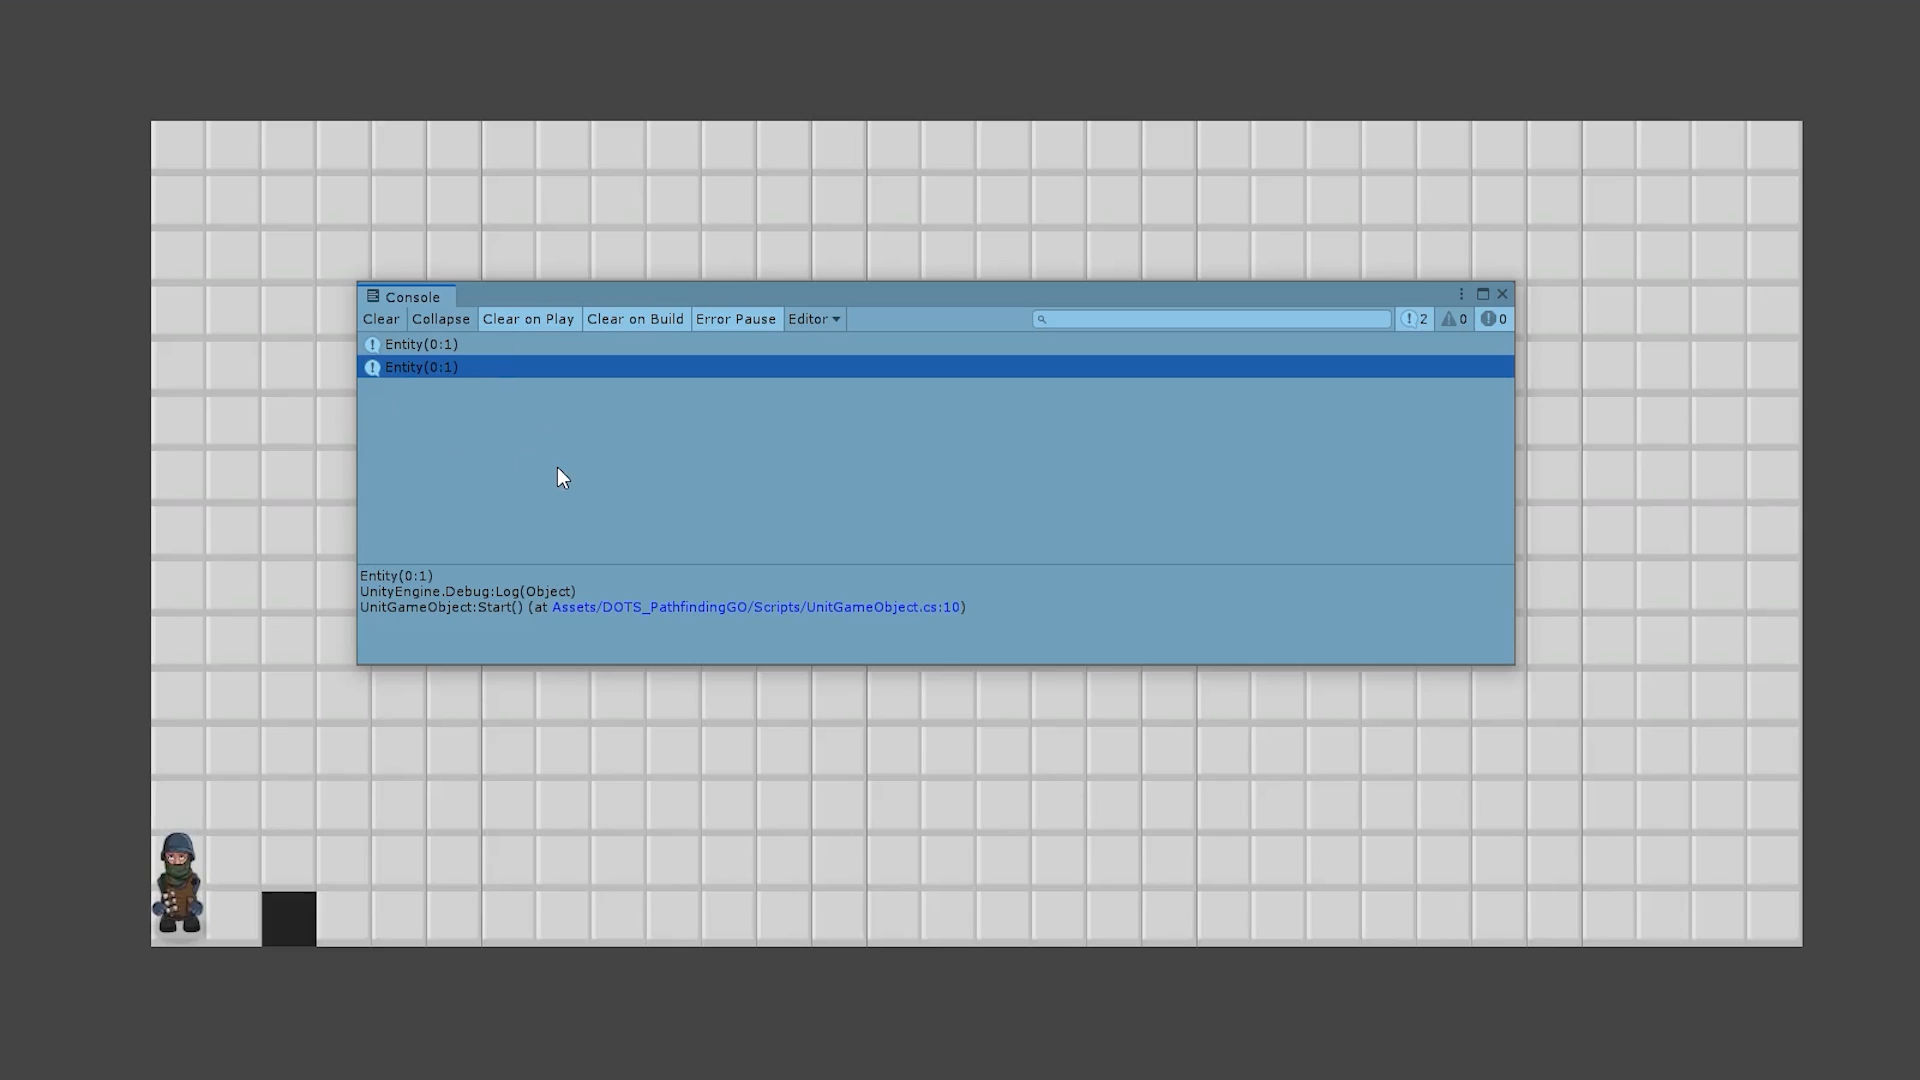 Console
Clear Collapse Clear on Play Clear on Build Error Pause Editor 2 0 0
Entity(0:1)
Entity(0:1)
Entity(0:1)
UnityEngine.Debug:Log(Object)
UnitGameObject:Start() (at Assets/DOTS_PathfindingGO/Scripts/UnitGameObject.cs:10)